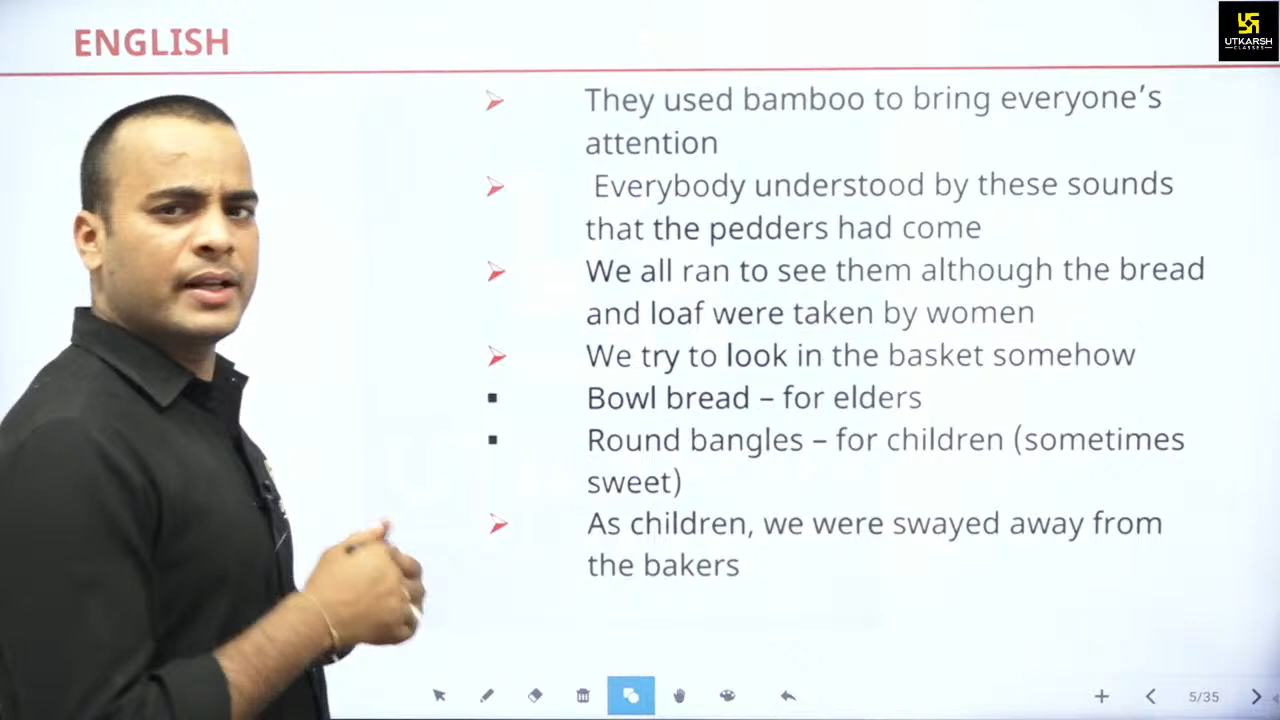 ENGLISH
UTKARSH
CLASSES
➢ They used bamboo to bring everyone's
attention
➢ Everybody understood by these sounds
that the pedders had come
➢ We all ran to see them although the bread
and loaf were taken by women
➢ We try to look in the basket somehow
▪ Bowl bread – for elders
▪ Round bangles – for children (sometimes
sweet)
➢ As children, we were swayed away from
the bakers
5/35